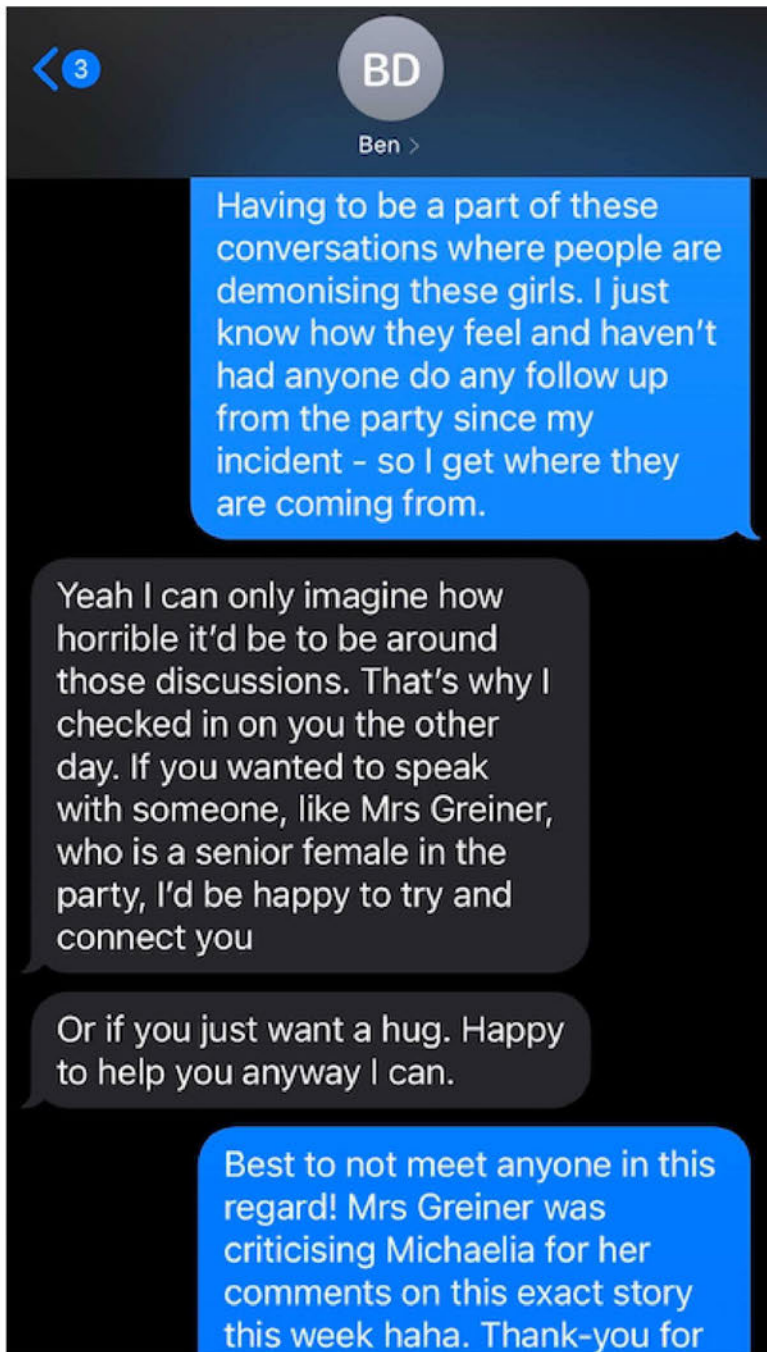 3
BD
Ben >
Having to be a part of these
conversations where people are
demonising these girls. I just
know how they feel and haven't
had anyone do any follow up
from the party since my
incident - so I get where they
are coming from.
Yeah I can only imagine how
horrible it'd be to be around
those discussions. That's why I
checked in on you the other
day. If you wanted to speak
with someone, like Mrs Greiner,
who is a senior female in the
party, I'd be happy to try and
connect you
Or if you just want a hug. Happy
to help you anyway I can.
Best to not meet anyone in this
regard! Mrs Greiner was
criticising Michaelia for her
comments on this exact story
this week haha. Thank-you for